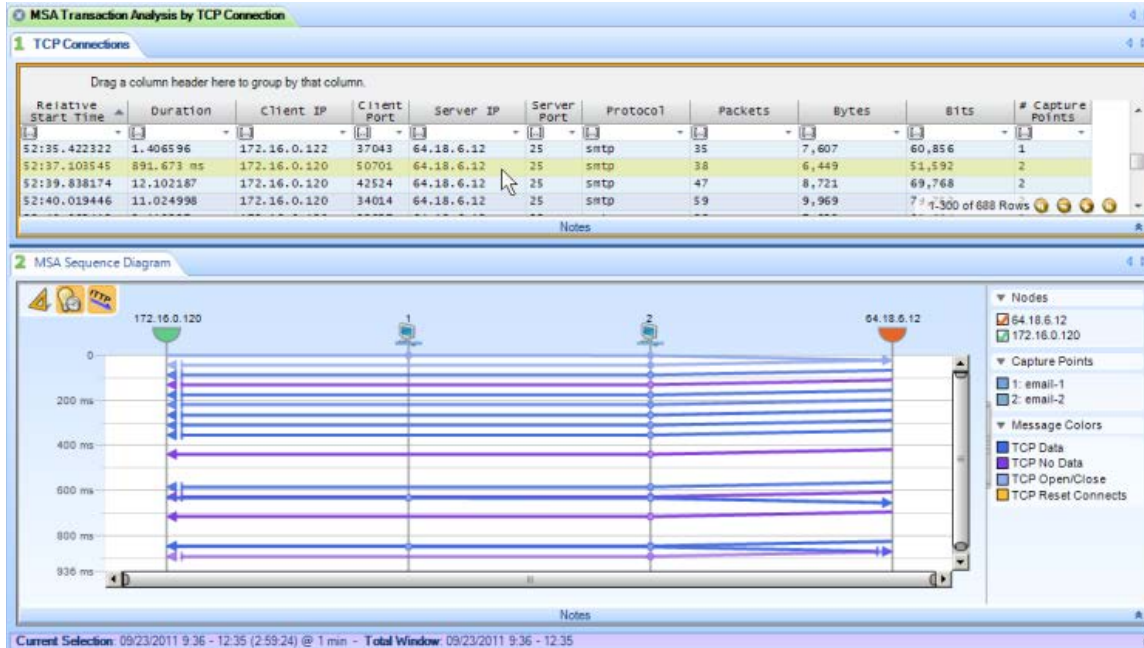 MSA Transaction Analysis by TCP Connection
1 TCP Connections
Drag a column header here to group by that column.
Relative Start Time Duration Client IP Client Port Server IP Server Port Protocol Packets Bytes Bits # Capture Points
52:35.422322 1.406596 172.16.0.122 37043 64.18.6.12 25 smtp 35 7,607 60,856 1
52:37.103545 891.673 ms 172.16.0.120 50701 64.18.6.12 25 smtp 38 6,449 51,592 2
52:39.838174 12.102187 172.16.0.120 42524 64.18.6.12 25 smtp 47 8,721 69,768 2
52:40.019446 11.024998 172.16.0.120 34014 64.18.6.12 25 smtp 59 9,969
1-300 of 688 Rows
Notes
2 MSA Sequence Diagram
HTTP
172.16.0.120 1 2 64.18.6.12
0
200 ms
400 ms
600 ms
800 ms
936 ms
Nodes
64.18.6.12
172.16.0.120
Capture Points
1: email-1
2: email-2
Message Colors
TCP Data
TCP No Data
TCP Open/Close
TCP Reset Connects
Notes
Current Selection: 09/23/2011 9:36 - 12:35 (2:59:24) @ 1 min - Total Window: 09/23/2011 9:36 - 12:35